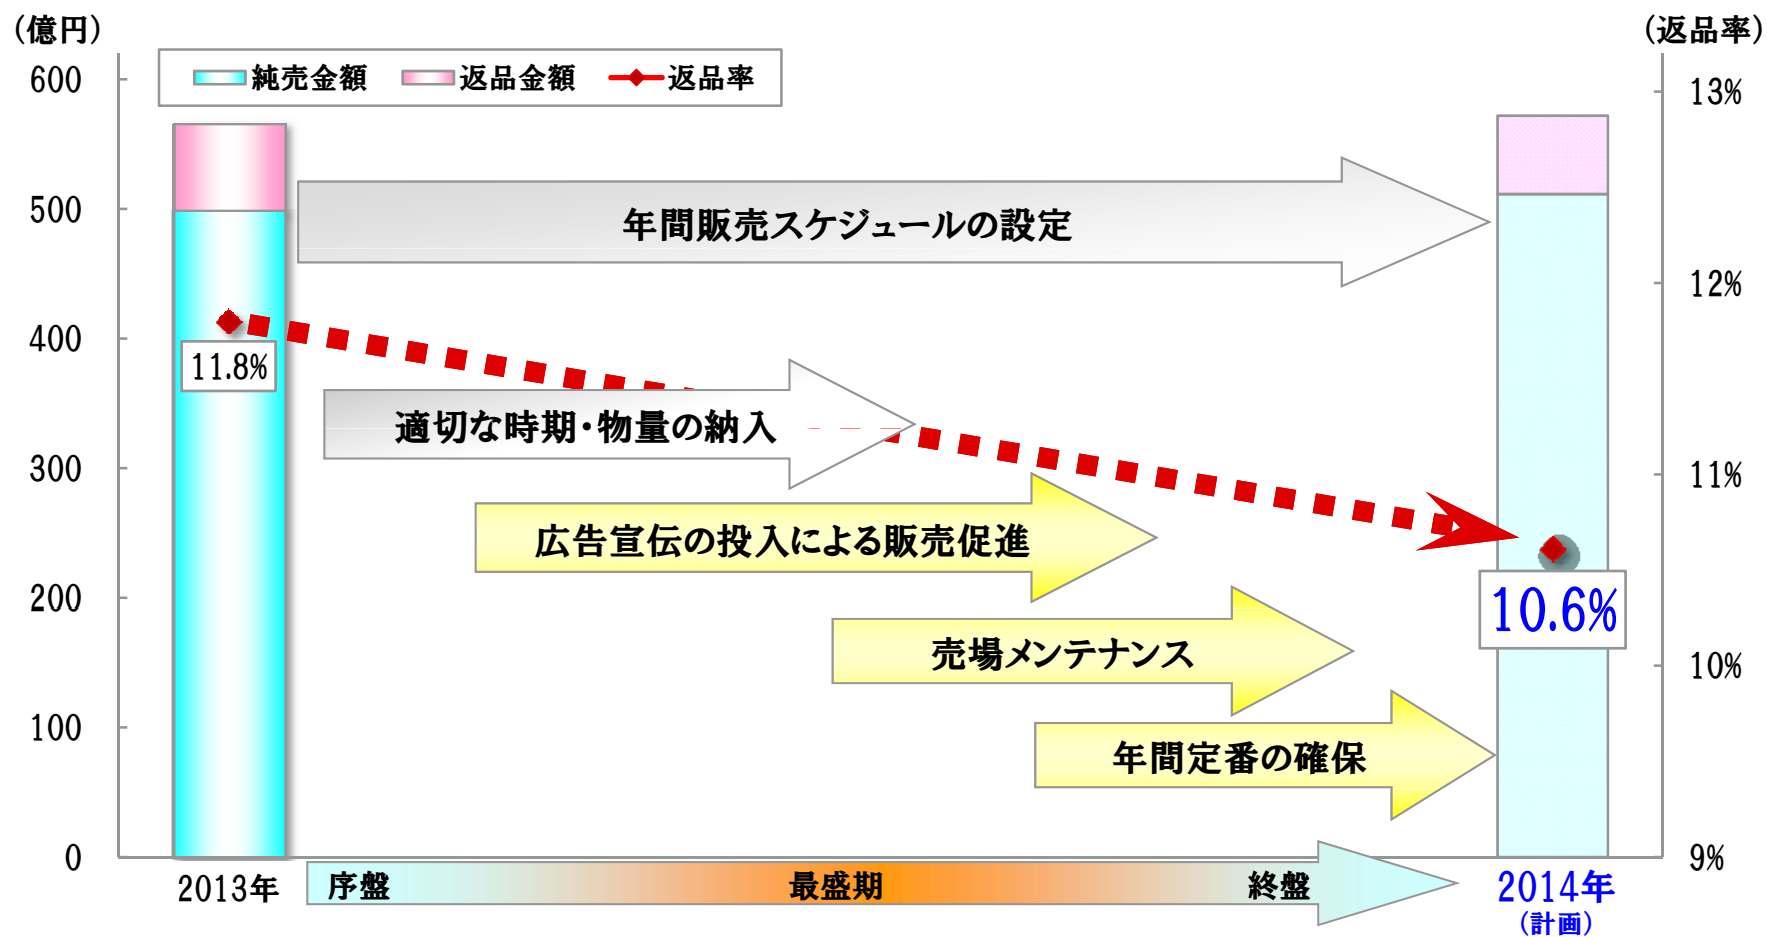 (億円)
(返品率)
純売金額 返品金額 返品率
600
500
400
300
200
100
0
13%
12%
11%
10%
9%
年間販売スケジュールの設定
11.8%
適切な時期・物量の納入
広告宣伝の投入による販売促進
10.6%
売場メンテナンス
年間定番の確保
序盤 最盛期 終盤
2013年
2014年
(計画)